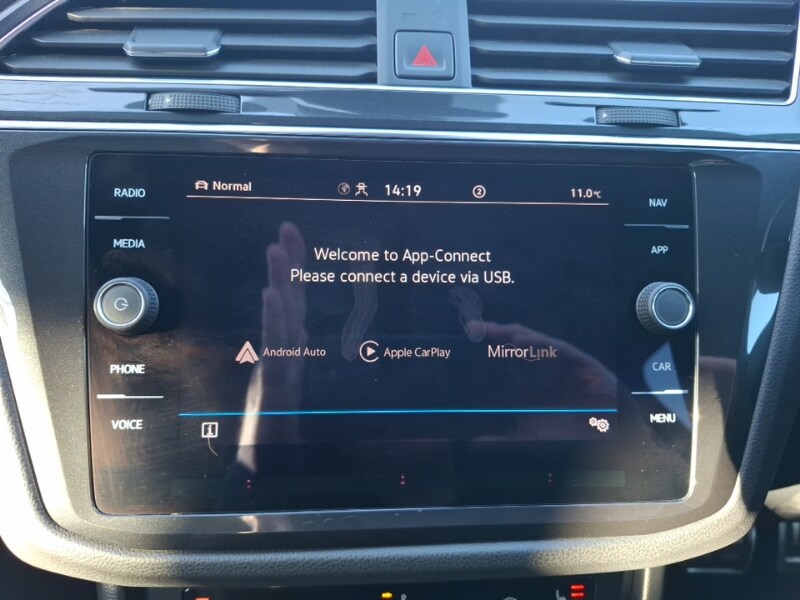 RADIO
MEDIA
PHONE
VOICE
Normal
14:19
2
11.0°C
Welcome to App-Connect
Please connect a device via USB.
Android Auto
Apple CarPlay
MirrorLink
NAV
APP
CAR
MENU